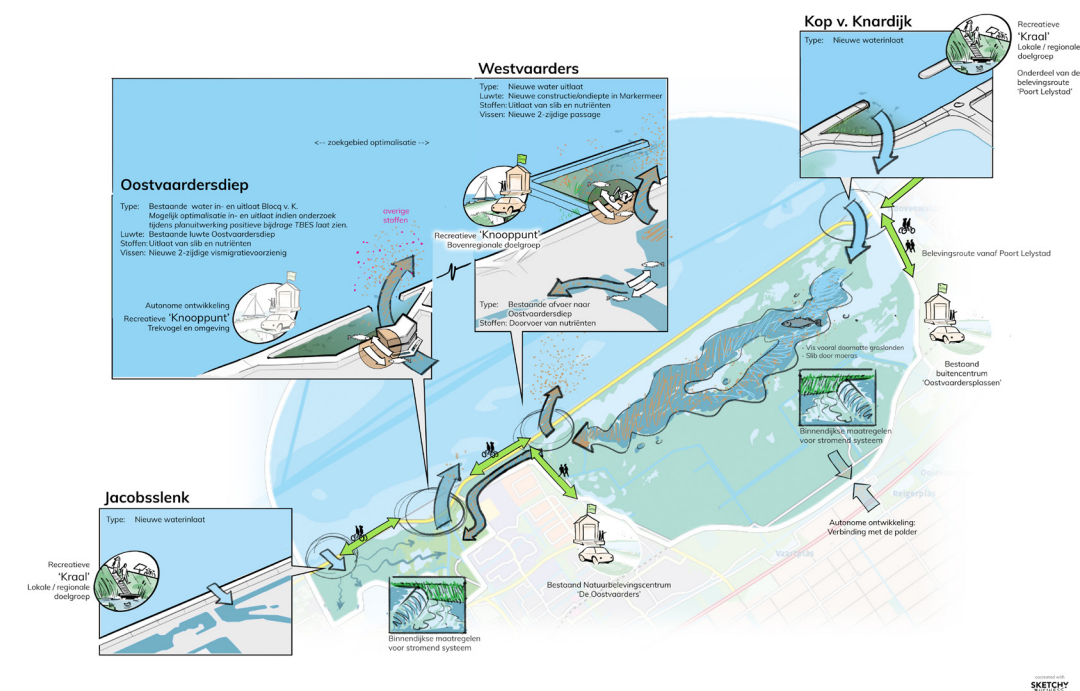 Kop v. Knardijk
Type: Nieuwe waterinlaat
Recreatieve
‘Kraal’
Lokale / regionale
doelgroep
Onderdeel van de
belevingsroute
‘Poort Lelystad’
Westvaarders
Type: Nieuwe water uitlaat
Luwte: Nieuwe constructie/ondiepte in Markermeer
Stoffen: Uitlaat van slib en nutriënten
Vissen: Nieuwe 2-zijdige passage
<-- zoekgebied optimalisatie -->
Recreatieve ‘Knooppunt’
Bovenregionale doelgroep
Type: Bestaande afvoer naar
Oostvaardersdiep
Stoffen: Doorvoer van nutriënten
Oostvaardersdiep
Type: Bestaande water in- en uitlaat Blocq v. K.
Mogelijk optimalisatie in- en uitlaat indien onderzoek
tijdens planuitwerking positieve bijdrage TBES laat zien.
Luwte: Bestaande luwte Oostvaardersdiep
Stoffen: Uitlaat van slib en nutriënten
Vissen: Nieuwe 2-zijdige vismigratievoorzienig
averige
stoffen
Autonome ontwikkeling
Recreatieve ‘Knooppunt’
Trekvogel en omgeving
Belevingsroute vanaf Poort Lelystad
- Vis vooral doornatte graslanden
- Slib door moeras
Bestaand
buitencentrum
‘Oostvaardersplassen’
Binnendijkse maatregelen
voor stromend systeem
Reigerplas
Autonome ontwikkeling:
Verbinding met de polder
Vaartplas
Jacobsslenk
Type: Nieuwe waterinlaat
Recreatieve
‘Kraal’
Lokale / regionale
doelgroep
Bestaand Natuurbelevingscentrum
‘De Oostvaarders’
Binnendijkse maatregelen
voor stromend systeem
SKETCHY
BUSINESS